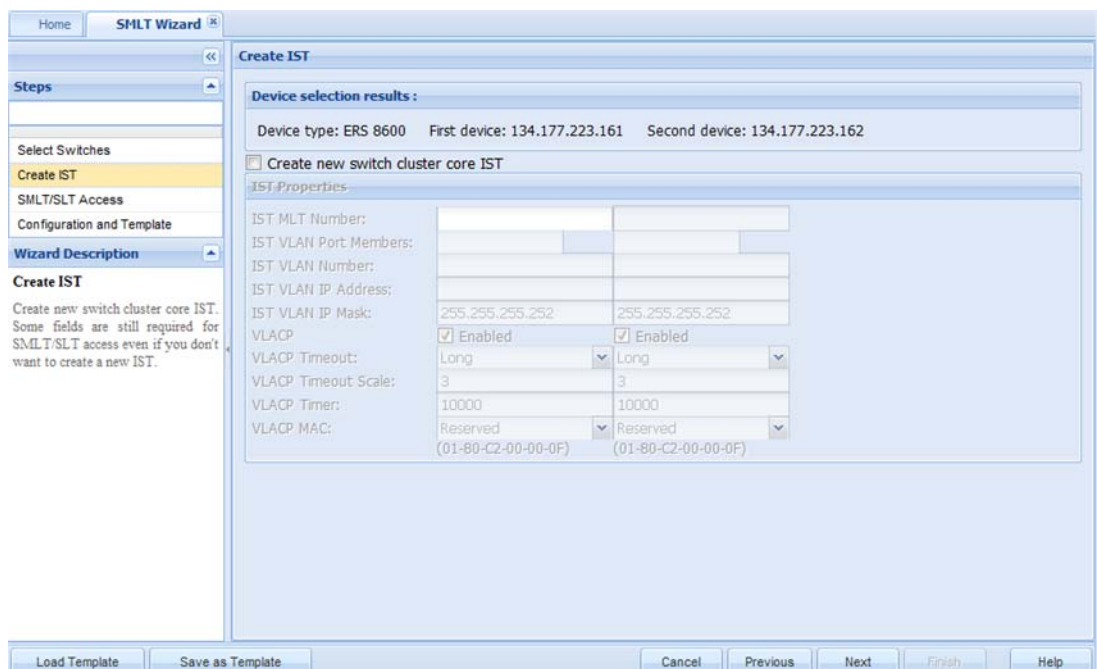 Home SMLT Wizard
Create IST
Steps
Select Switches
Create IST
SMLT/SLT Access
Configuration and Template
Wizard Description
Create IST
Create new switch cluster core IST.
Some fields are still required for
SMLT/SLT access even if you don't
want to create a new IST.
Device selection results :
Device type: ERS 8600 First device: 134.177.223.161 Second device: 134.177.223.162
Create new switch cluster core IST
IST Properties
IST MLT Number:
IST VLAN Port Members:
IST VLAN Number:
IST VLAN IP Address:
IST VLAN IP Mask: 255.255.255.252 255.255.255.252
VLACP Enabled Enabled
VLACP Timeout: Long Long
VLACP Timeout Scale: 3 3
VLACP Timer: 10000 10000
VLACP MAC: Reserved Reserved
(01-80-C2-00-00-0F) (01-80-C2-00-00-0F)
Load Template Save as Template Cancel Previous Next Finish Help